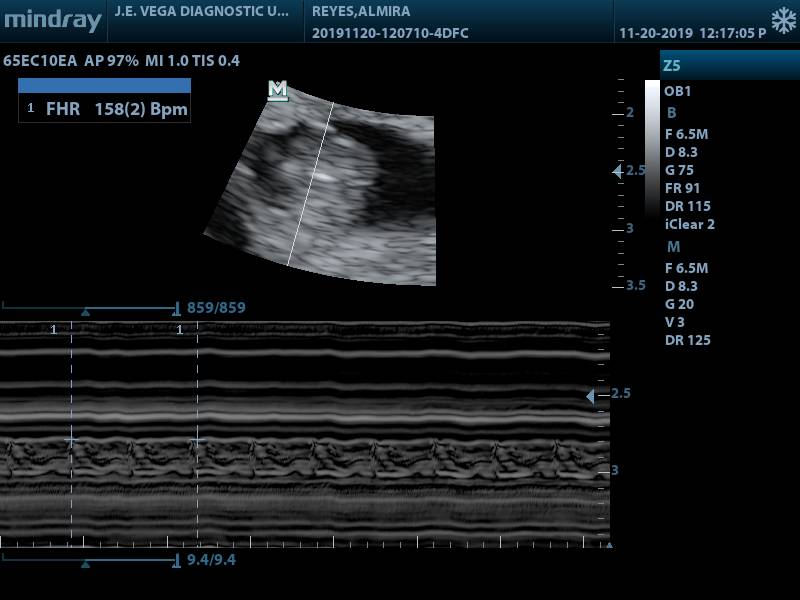 mindray
J.E. VEGA DIAGNOSTIC U...
REYES,ALMIRA
20191120-120710-4DFC
11-20-2019 12:17:05 P
65EC10EA AP 97% MI 1.0 TIS 0.4
1 FHR 158(2) Bpm
M
Z5
OB1
B
F 6.5M
D 8.3
G 75
FR 91
DR 115
iClear 2
M
F 6.5M
D 8.3
G 20
V 3
DR 125
2
2.5
3
3.5
859/859
1 1
2.5
3
9.4/9.4